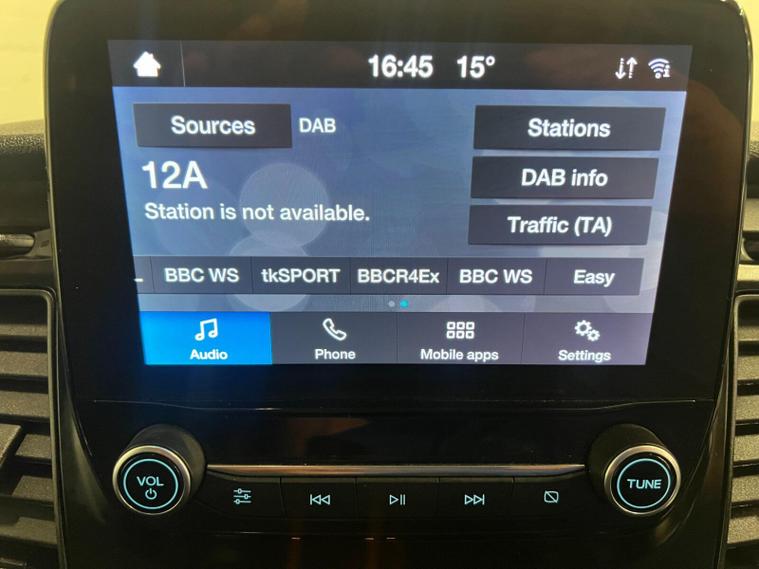 16:45 15°
Sources DAB Stations
12A DAB info
Station is not available. Traffic (TA)
BBC WS tkSPORT BBCR4Ex BBC WS Easy
Audio Phone Mobile apps Settings
VOL TUNE